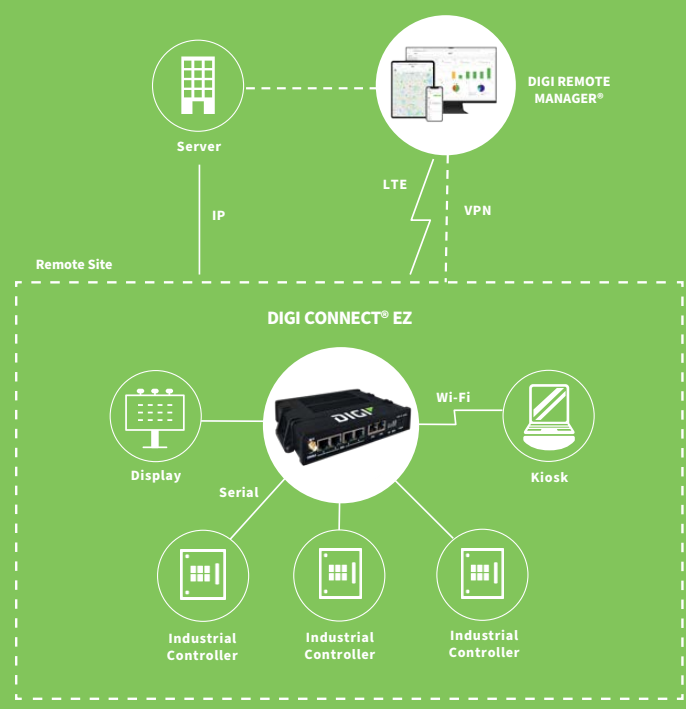 DIGI REMOTE
MANAGER®
Server
LTE
IP
VPN
Remote Site
DIGI CONNECT® EZ
DIGI
Wi-Fi
Display
Kiosk
Serial
Industrial
Controller
Industrial
Controller
Industrial
Controller